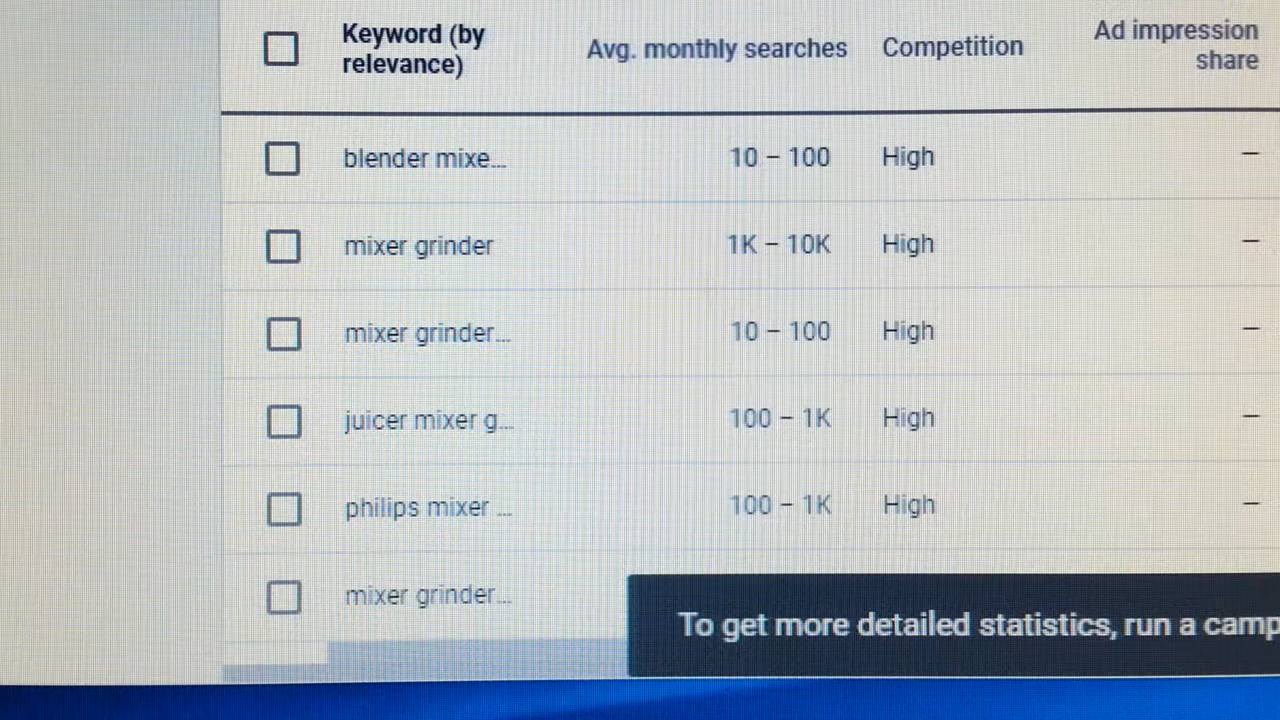 Keyword (by
relevance)
Avg. monthly searches
Competition
Ad impression
share
blender mixe... 10 – 100 High –
mixer grinder 1K – 10K High –
mixer grinder... 10 – 100 High –
juicer mixer g... 100 – 1K High –
philips mixer ... 100 – 1K High –
mixer grinder...
To get more detailed statistics, run a camp